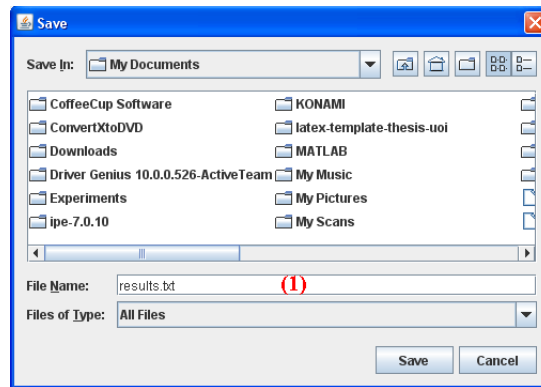 Save
Save In: My Documents
CoffeeCup Software
ConvertXtoDVD
Downloads
Driver Genius 10.0.0.526-ActiveTeam
Experiments
ipe-7.0.10
KONAMI
latex-template-thesis-uoi
MATLAB
My Music
My Pictures
My Scans
File Name: results.txt (1)
Files of Type: All Files
Save Cancel